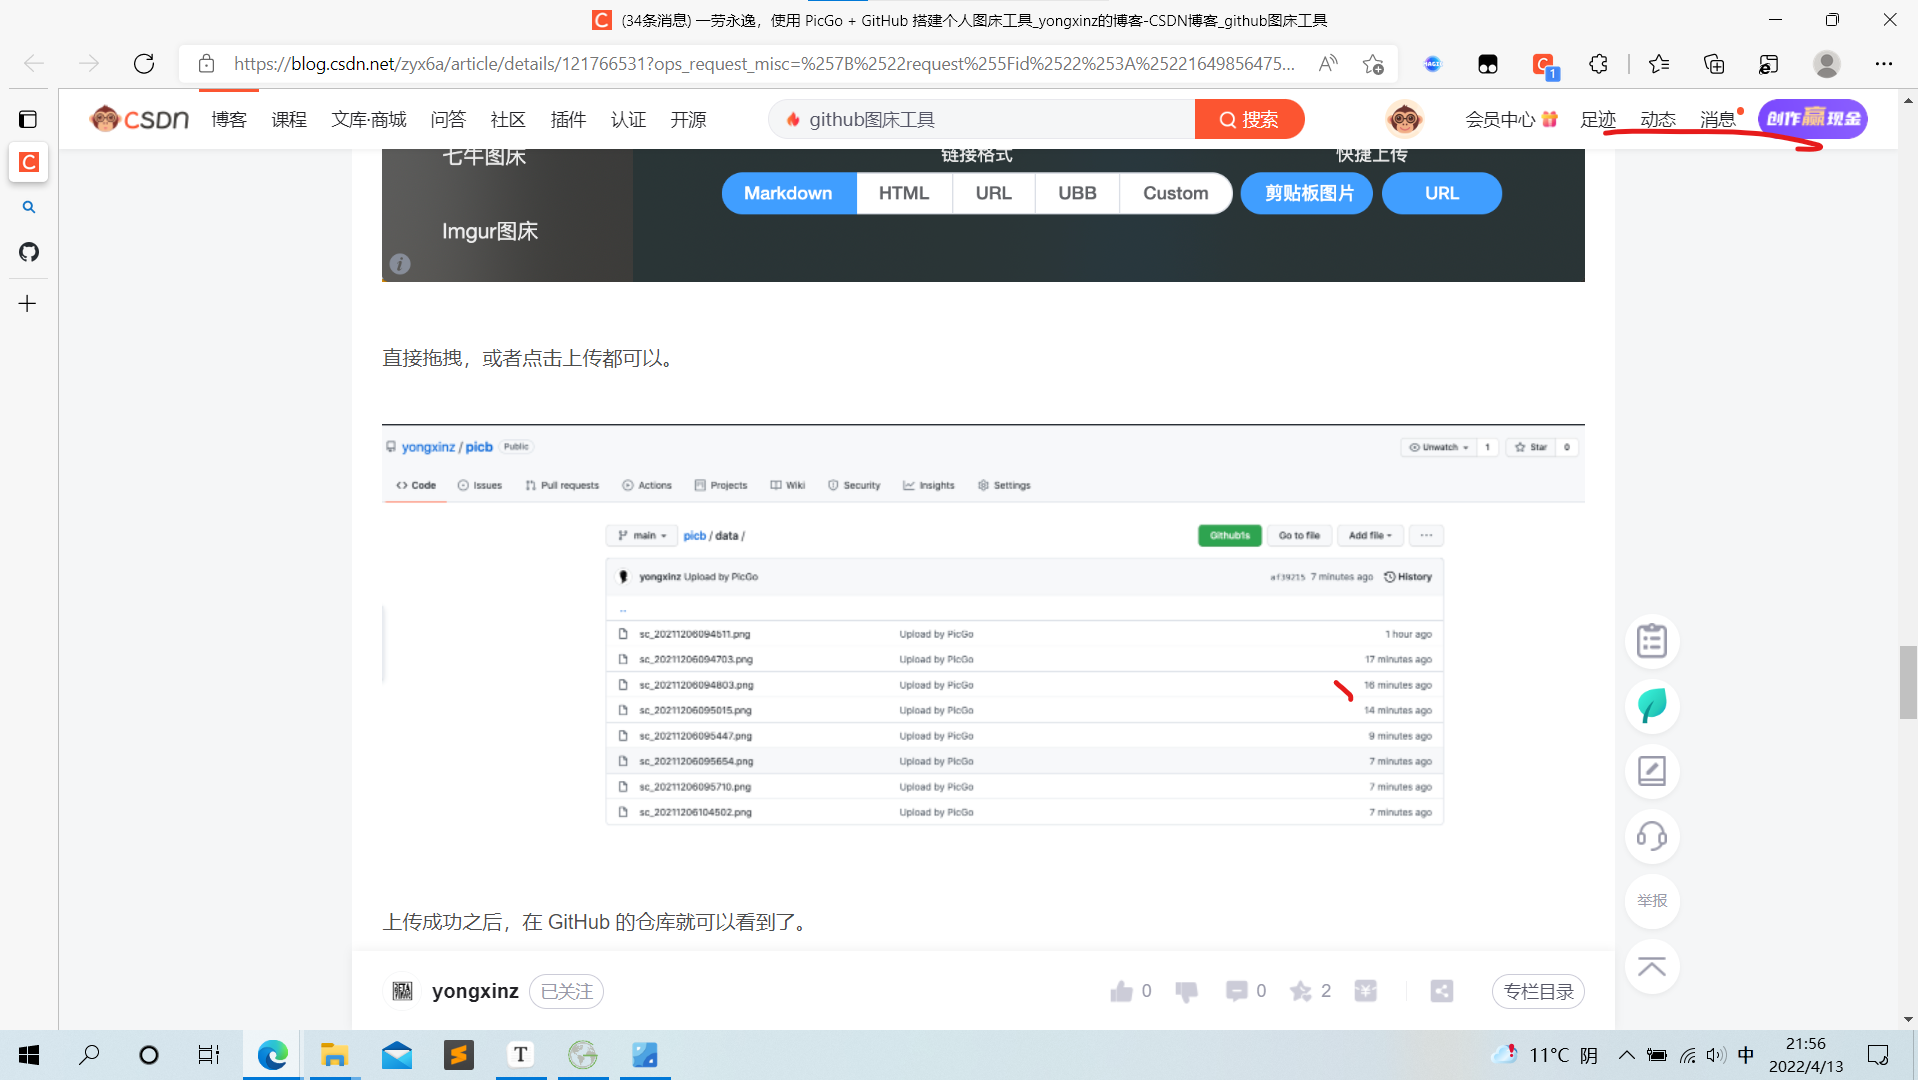 (34条消息) 一劳永逸，使用 PicGo + GitHub 搭建个人图床工具_yongxinz的博客-CSDN博客_github图床工具
https://blog.csdn.net/zyx6a/article/details/121766531?ops_request_misc=%257B%2522request%255Fid%2522%253A%25221649856475...
CSDN 博客 课程 文库·商城 问答 社区 插件 认证 开源 github图床工具 搜索 会员中心 足迹 动态 消息 创作赢现金
七牛图床 链接格式 快捷上传
Markdown HTML URL UBB Custom 剪贴板图片 URL
Imgur图床
直接拖拽，或者点击上传都可以。
yongxinz / picb Public Unwatch 1 Star 0
Code Issues Pull requests Actions Projects Wiki Security Insights Settings
main picb / data / Github1s Go to file Add file ...
yongxinz Upload by PicGo af39215 7 minutes ago History
..
sc_20211206094511.png Upload by PicGo 1 hour ago
sc_20211206094703.png Upload by PicGo 17 minutes ago
sc_20211206094803.png Upload by PicGo 16 minutes ago
sc_20211206095015.png Upload by PicGo 14 minutes ago
sc_20211206095447.png Upload by PicGo 9 minutes ago
sc_20211206095654.png Upload by PicGo 7 minutes ago
sc_20211206095710.png Upload by PicGo 7 minutes ago
sc_20211206104502.png Upload by PicGo 7 minutes ago
举报
上传成功之后，在 GitHub 的仓库就可以看到了。
yongxinz 已关注 0 0 2 专栏目录
11°C 阴 中 21:56
2022/4/13